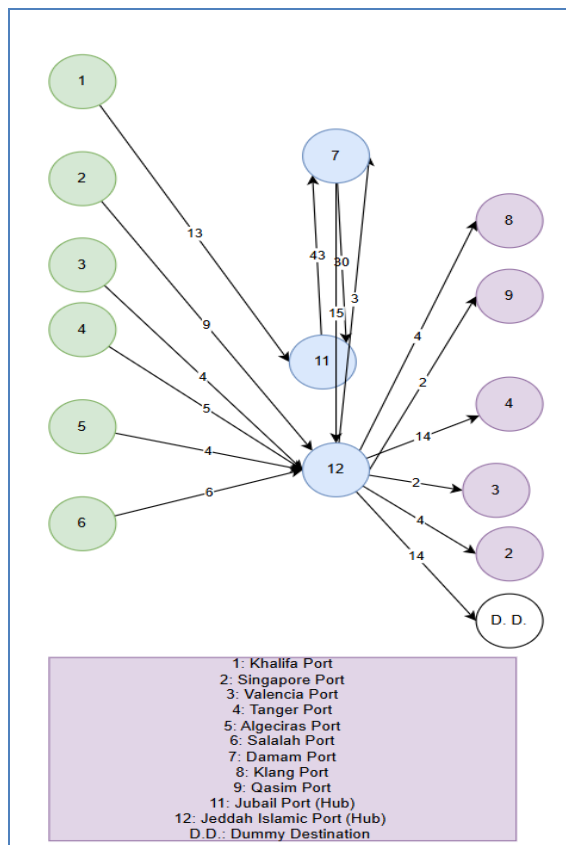 1
7
2
8
3
9
13
43
30
4
15
3
4
9
2
11
4
4
5
14
5
4
12
2
3
6
6
4
2
14
D. D.
1: Khalifa Port
2: Singapore Port
3: Valencia Port
4: Tanger Port
5: Algeciras Port
6: Salalah Port
7: Damam Port
8: Klang Port
9: Qasim Port
11: Jubail Port (Hub)
12: Jeddah Islamic Port (Hub)
D.D.: Dummy Destination